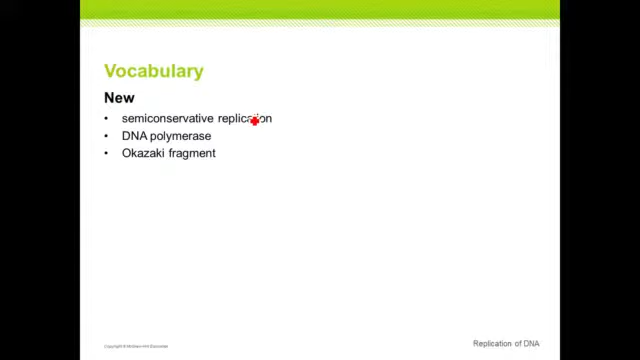 Vocabulary
New
• semiconservative replication
• DNA polymerase
• Okazaki fragment
Copyright © McGraw-Hill Education
Replication of DNA